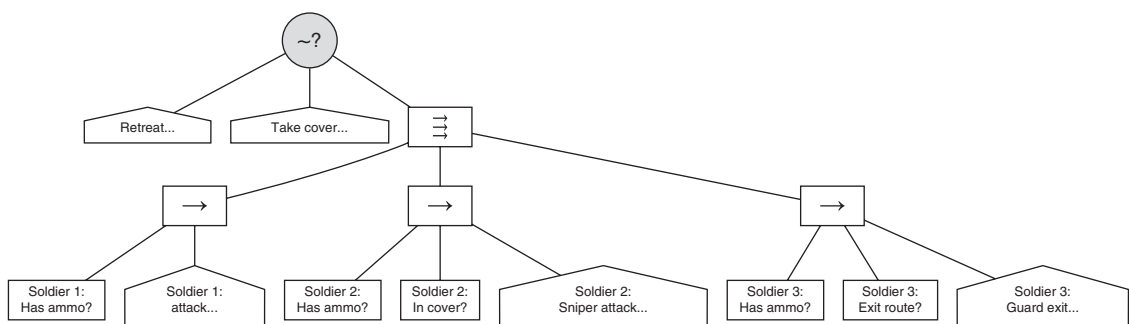 ~?
Retreat...
Take cover...
→
→
→
→
→
→
Soldier 1:
Has ammo?
Soldier 1:
attack...
Soldier 2:
Has ammo?
Soldier 2:
In cover?
Soldier 2:
Sniper attack...
Soldier 3:
Has ammo?
Soldier 3:
Exit route?
Soldier 3:
Guard exit...